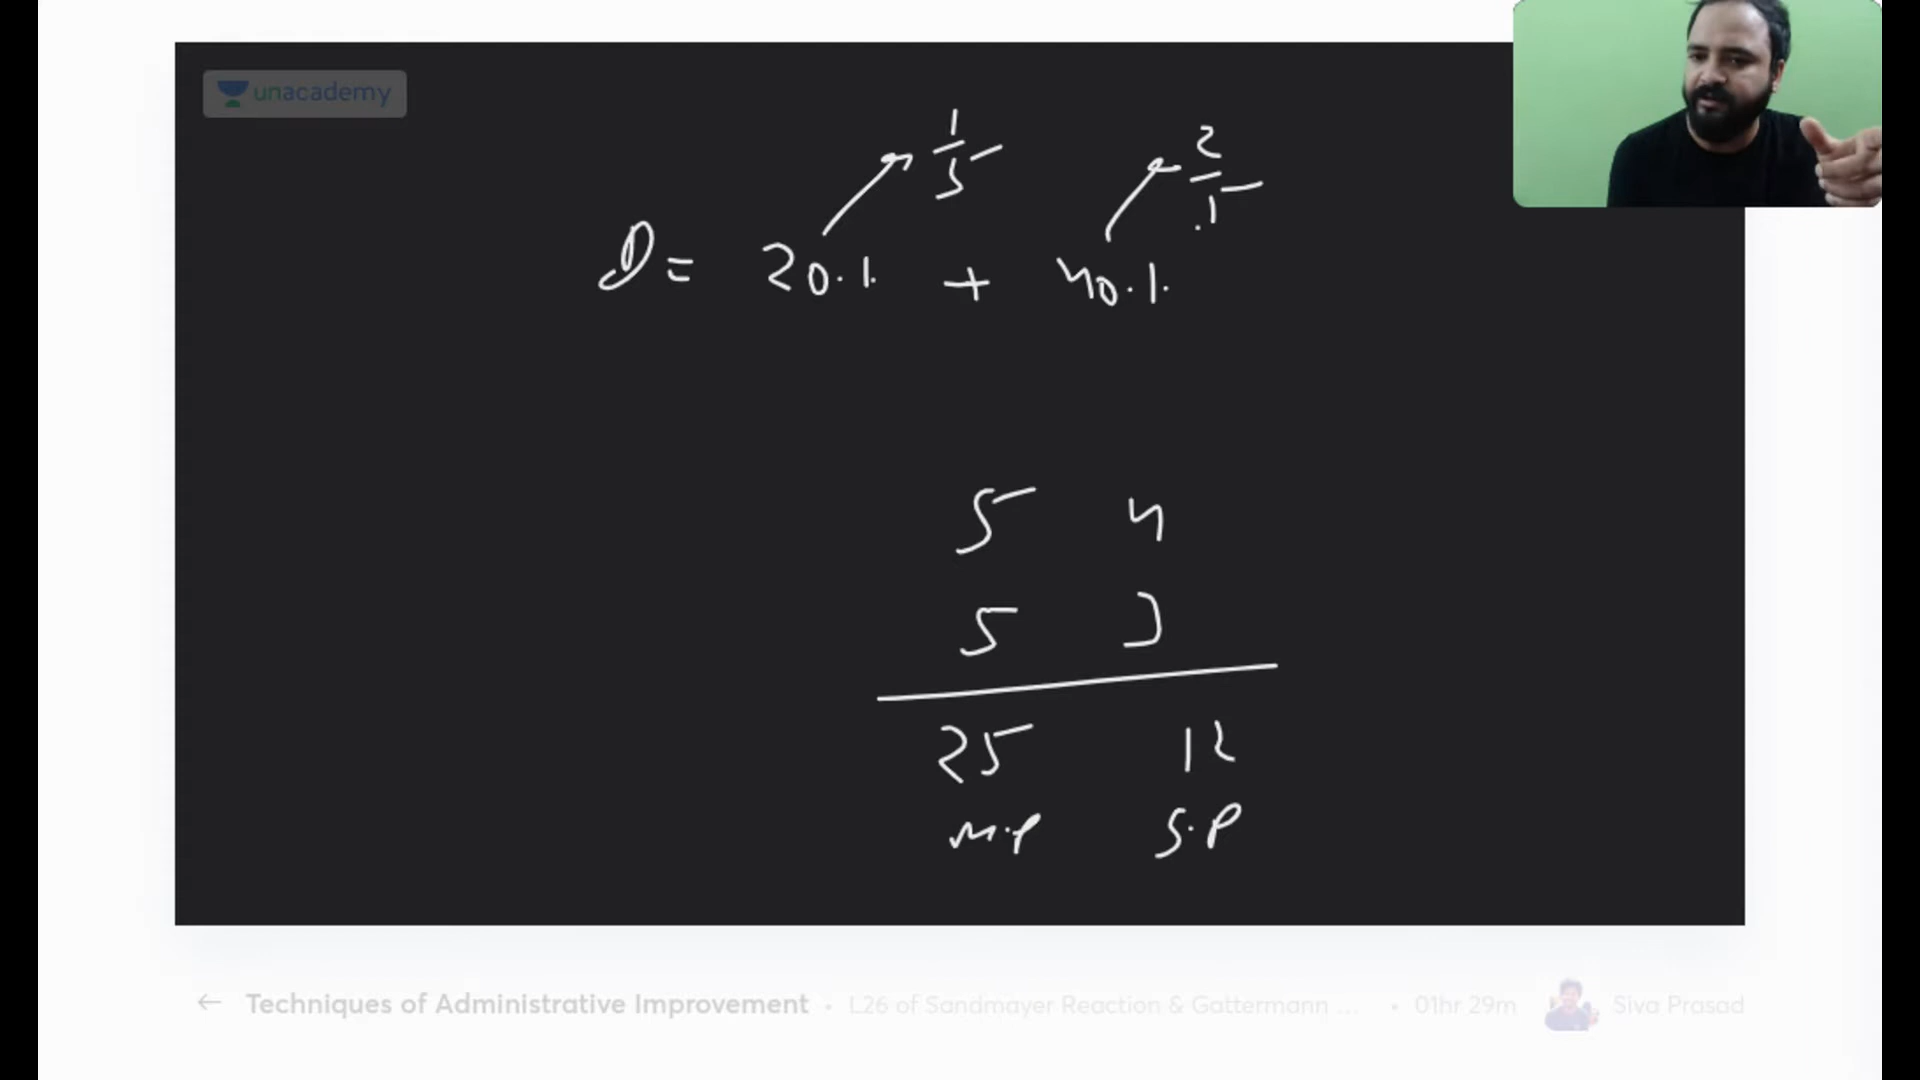 unacademy
1/5 2/5
D = 20% + 40%
5 4
5 3
25 12
M.P S.P
← Techniques of Administrative Improvement • L26 of Sandmayer Reaction & Gattermann ... • 01hr 29m Siva Prasad